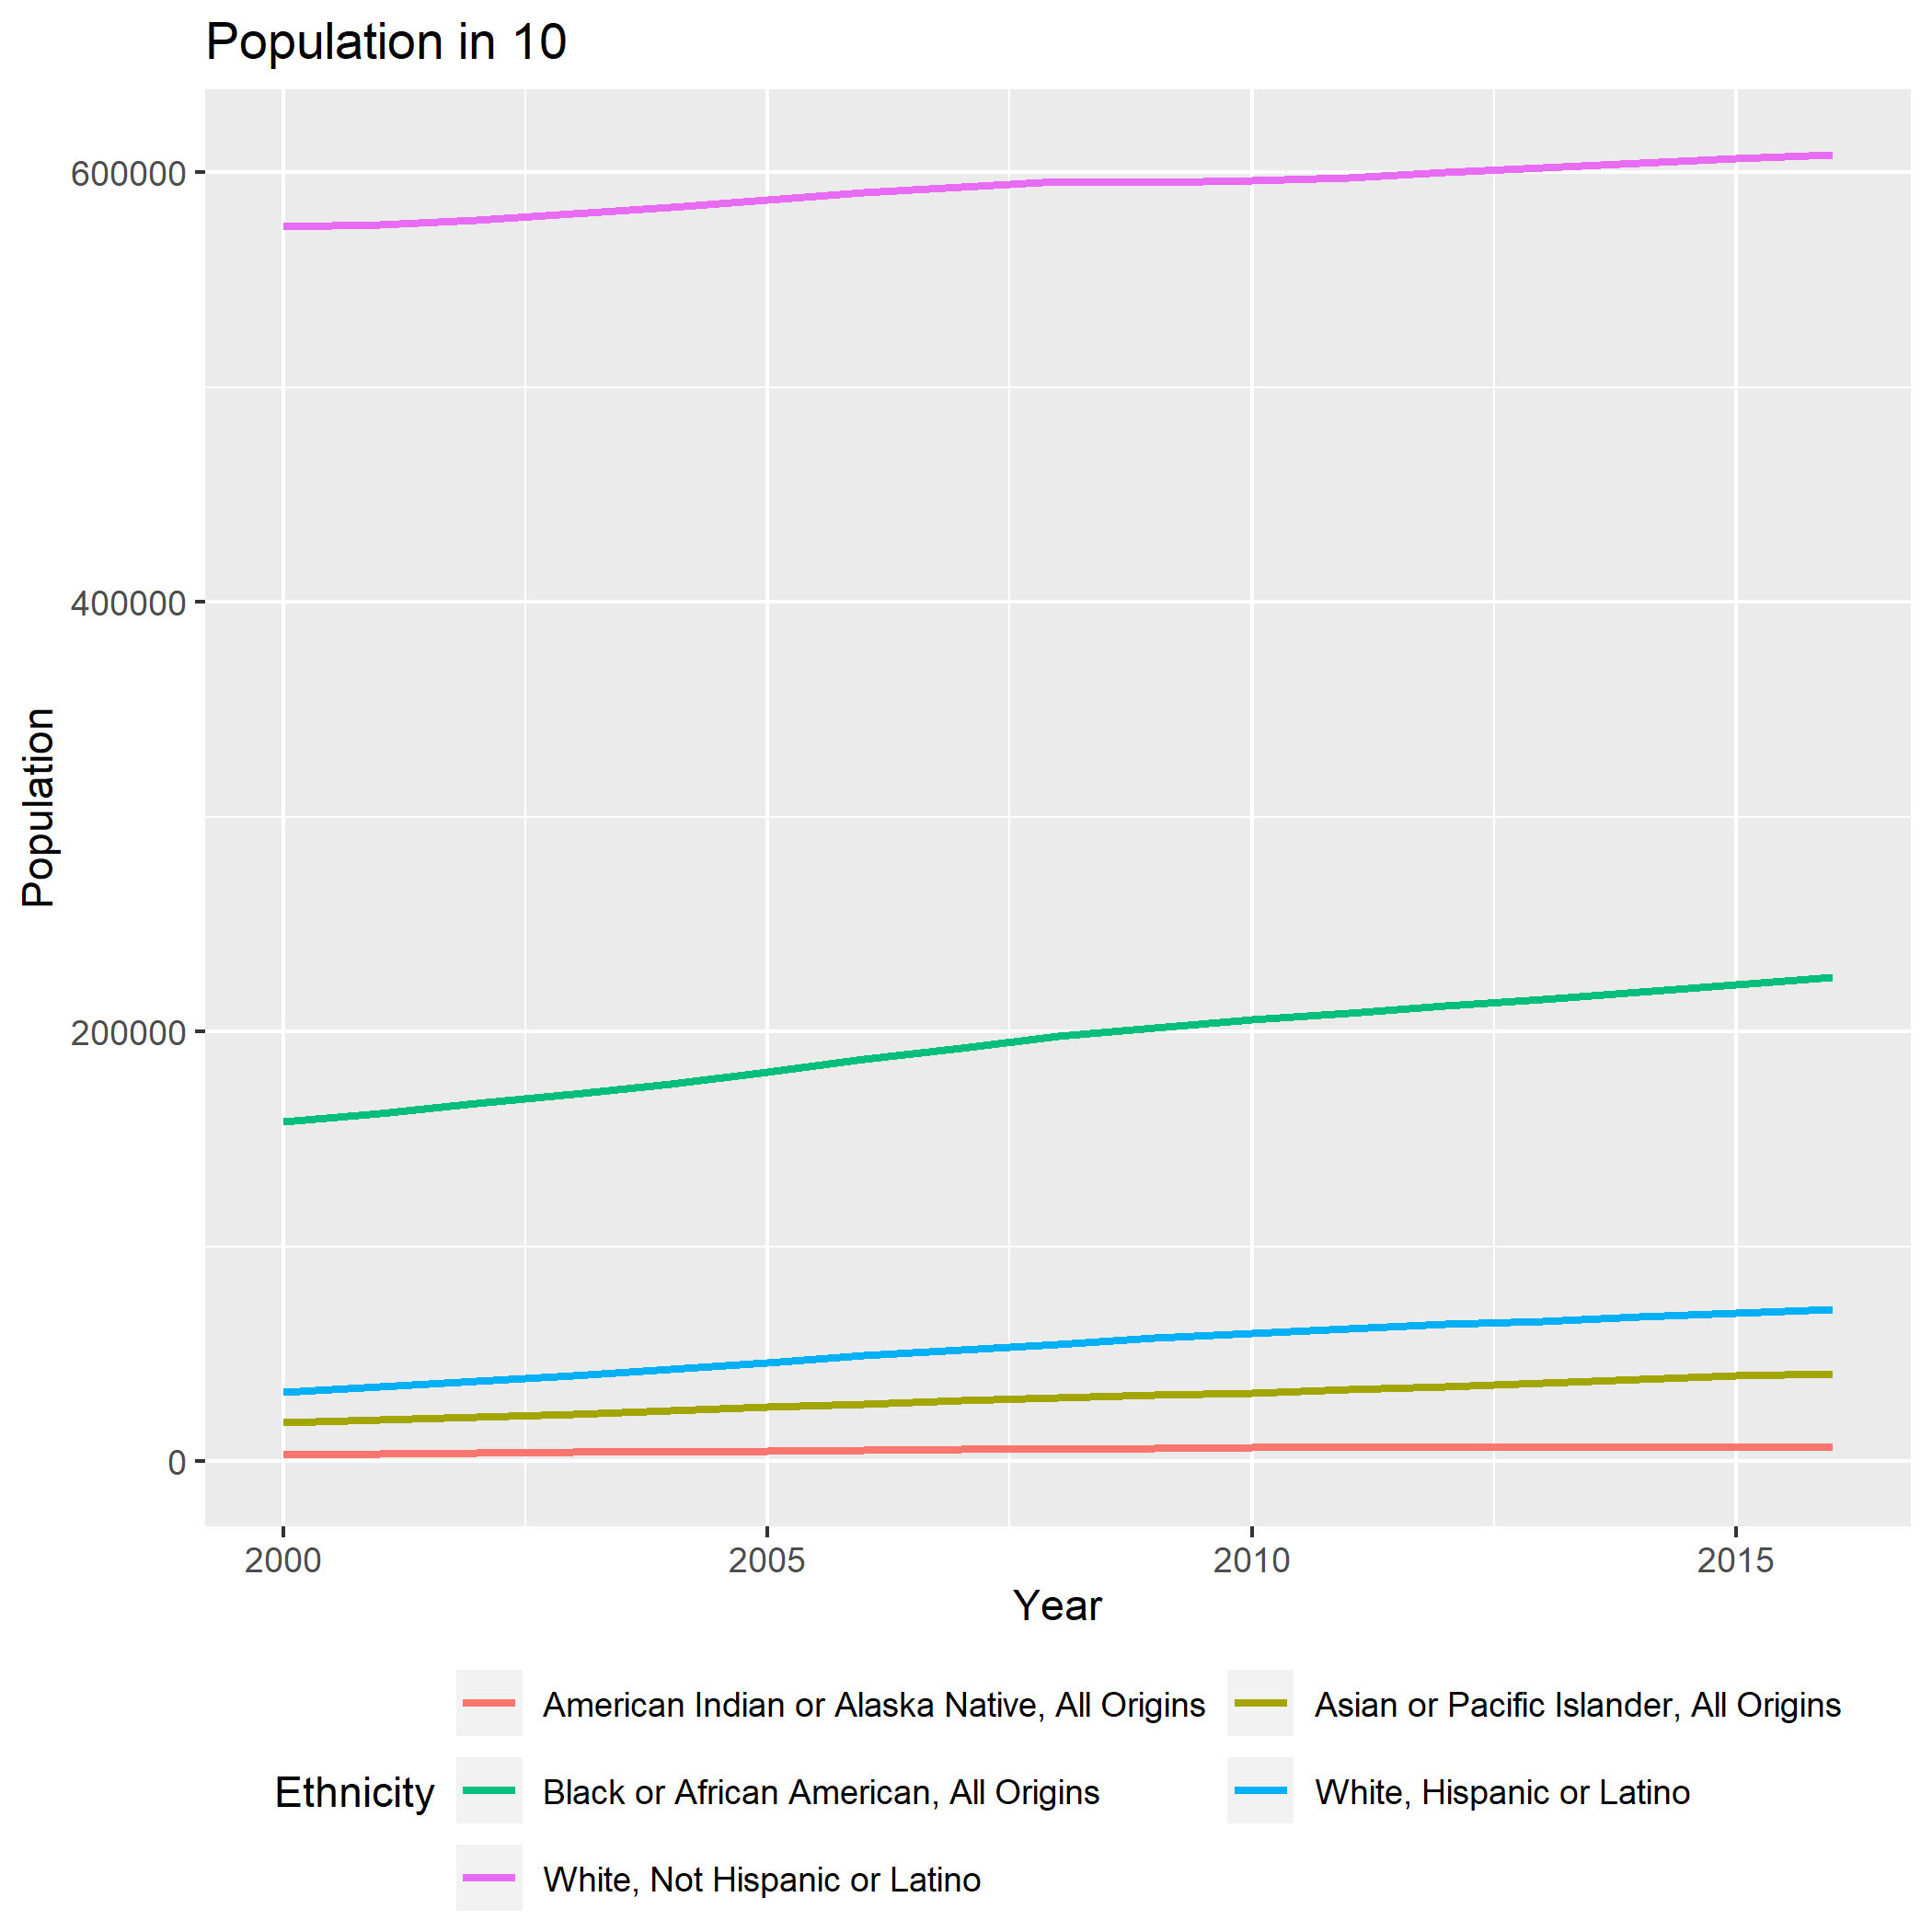 Population in 10
600000
400000
200000
0
Population
2000 2005 2010 2015
Year
Ethnicity
American Indian or Alaska Native, All Origins
Asian or Pacific Islander, All Origins
Black or African American, All Origins
White, Hispanic or Latino
White, Not Hispanic or Latino